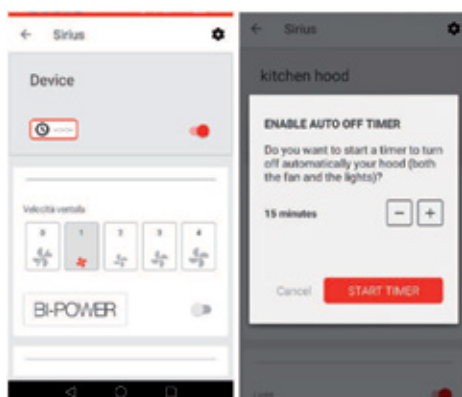 Sirius
Device
Velocità ventola
0 1 2 3 4
BI-POWER
Sirius
kitchen hood
ENABLE AUTO OFF TIMER
Do you want to start a timer to turn
off automatically your hood (both
the fan and the lights)?
15 minutes
Cancel START TIMER